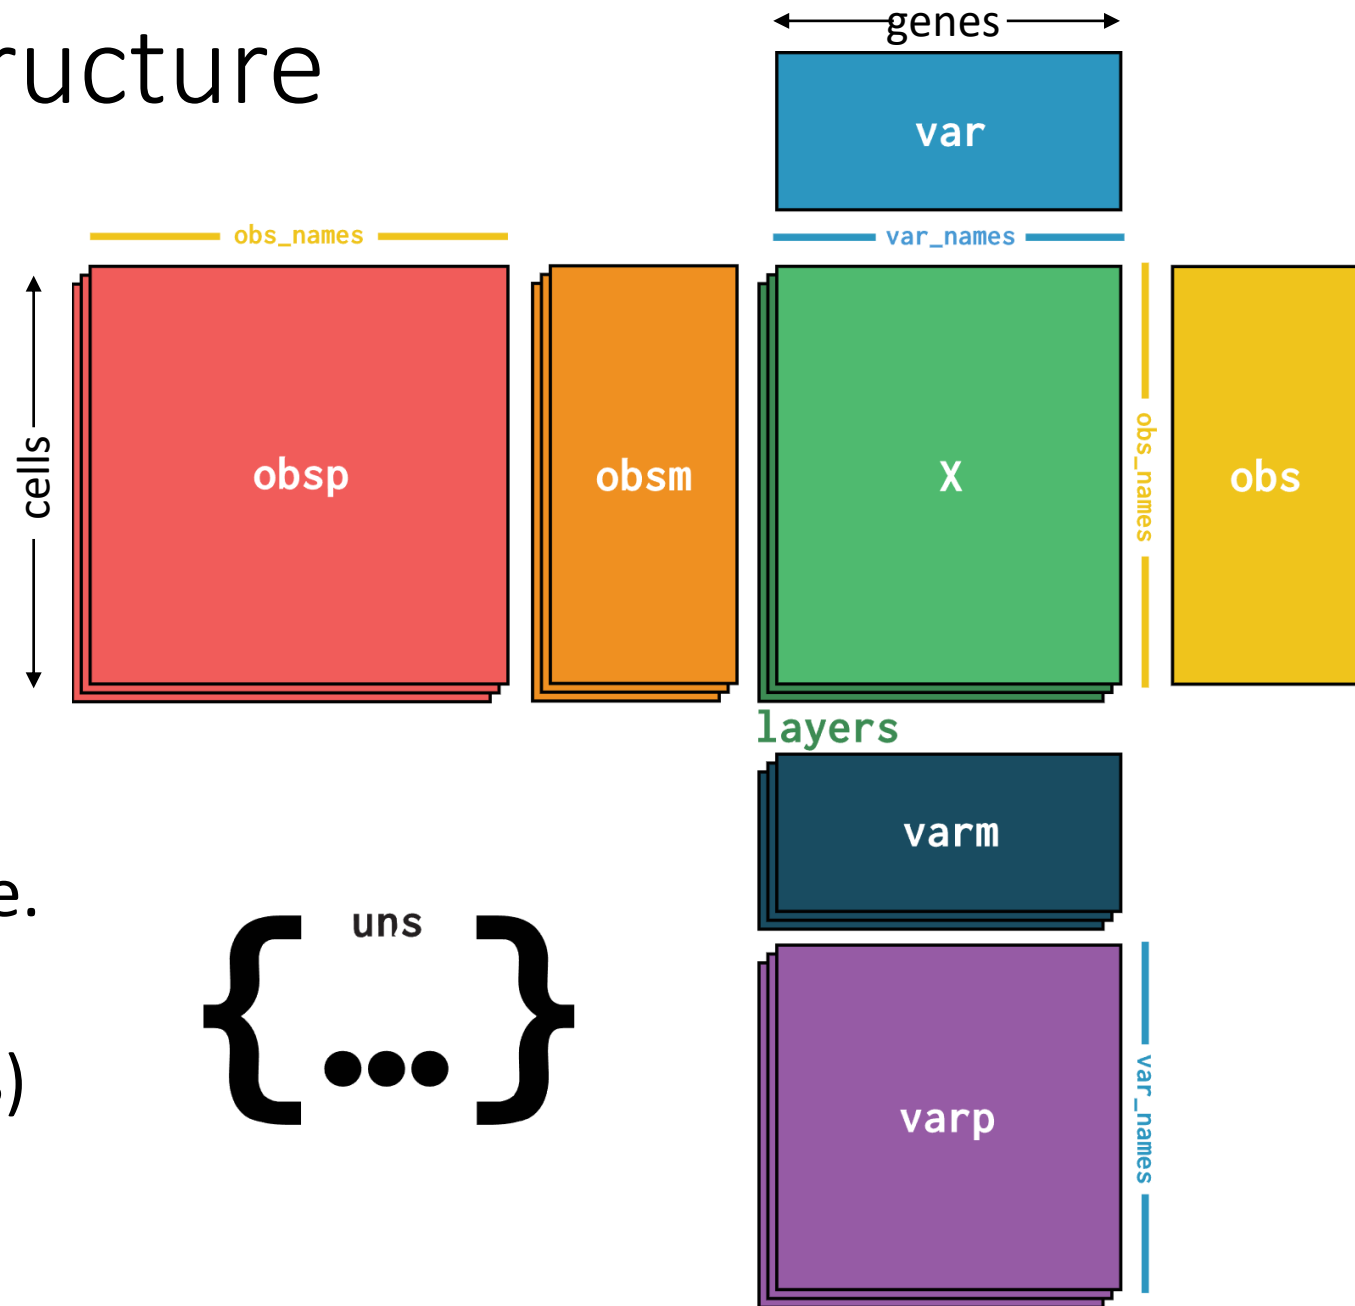 ructure
genes
var
obs_names
var_names
cells
obsp
obsm
X
obs_names
obs
layers
varm
e.
uns
varp
var_names